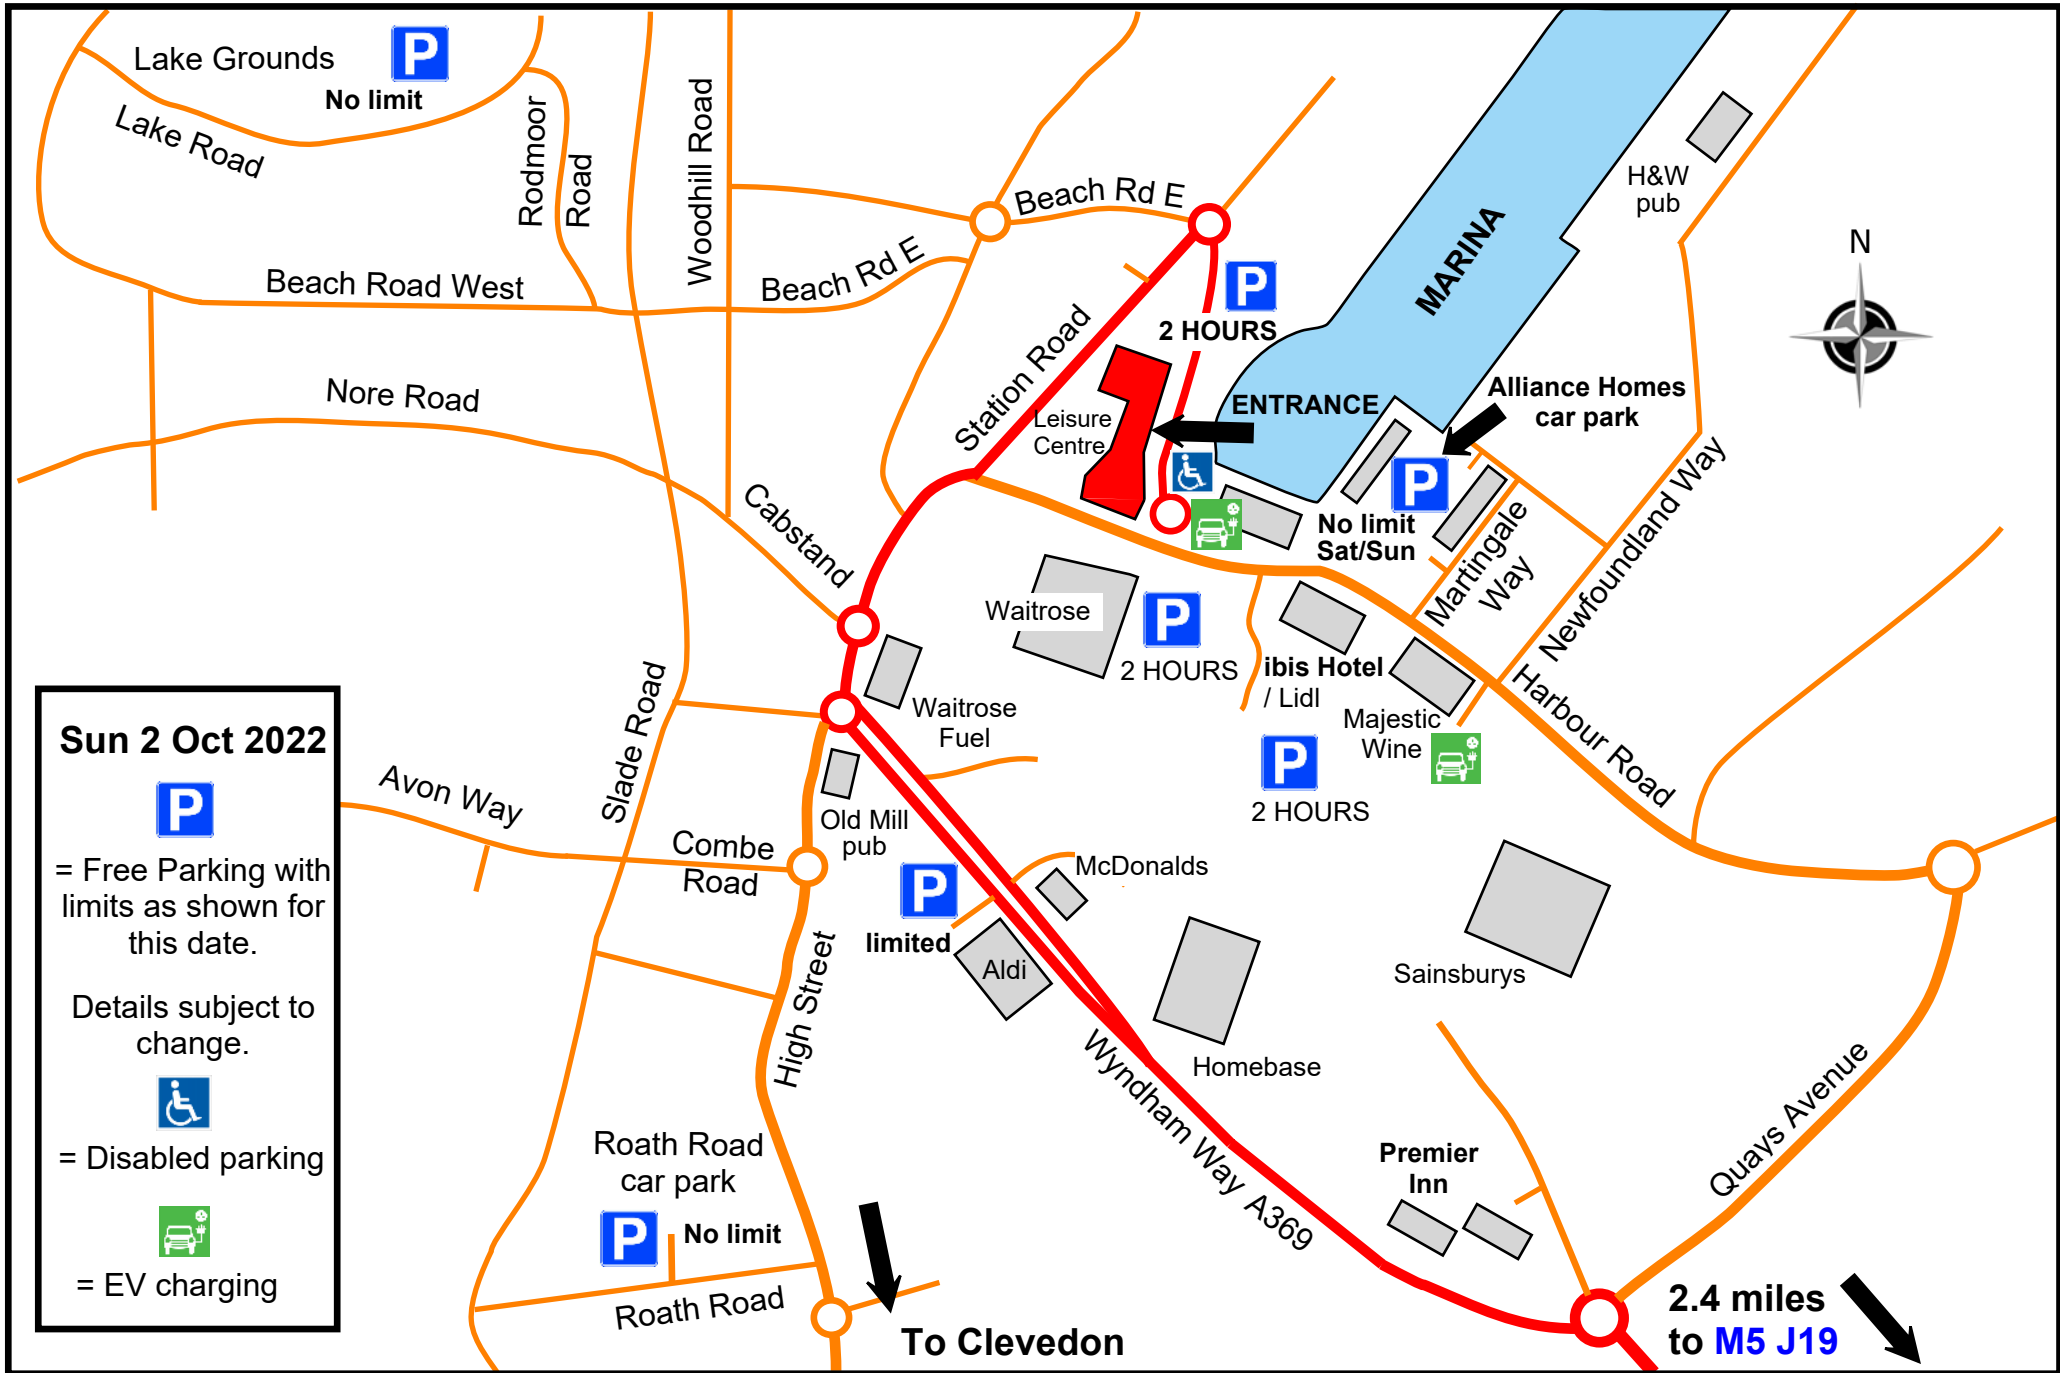 Lake Grounds
P
No limit
Lake Road
Rodmoor
Road
Woodhill Road
Beach Rd E
Beach Road West
Beach Rd E
P
2 HOURS
MARINA
H&W
pub
N
Nore Road
Station Road
Leisure
Centre
ENTRANCE
Alliance Homes
car park
P
No limit
Sat/Sun
Martingale
Way
Newfoundland Way
Cabstand
Waitrose
P
2 HOURS
ibis Hotel
/ Lidl
Majestic
Wine
Harbour Road
P
2 HOURS
Waitrose
Fuel
Slade Road
Avon Way
Combe
Road
Old Mill
pub
P
limited
McDonalds
Aldi
High Street
Homebase
Sainsburys
Wyndham Way A369
Quays Avenue
Premier
Inn
Roath Road
car park
P
No limit
Roath Road
To Clevedon
2.4 miles
to M5 J19
Sun 2 Oct 2022
P
= Free Parking with
limits as shown for
this date.
Details subject to
change.
= Disabled parking
= EV charging